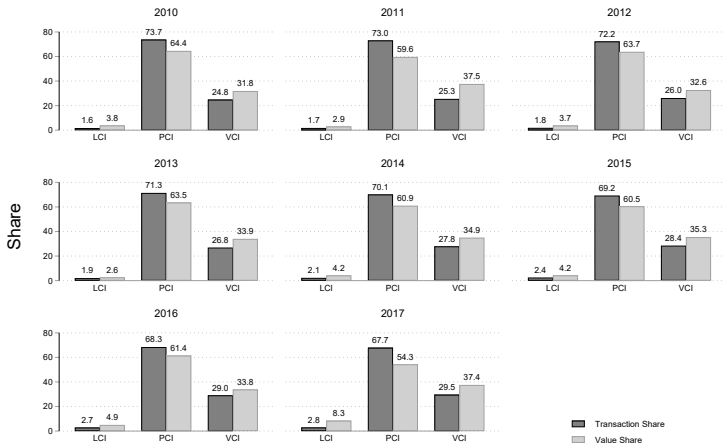 2010 2011 2012
80 73.7 73.0 72.2
64.4 59.6 63.7
60
40 31.8 37.5 32.6
24.8 25.3 26.0
20
1.6 3.8 1.7 2.9 1.8 3.7
0
LCI PCI VCI LCI PCI VCI LCI PCI VCI
2013 2014 2015
80 71.3 70.1 69.2
63.5 60.9 60.5
60
40 33.9 34.9 35.3
26.8 27.8 28.4
20
1.9 2.6 2.1 4.2 2.4 4.2
0
LCI PCI VCI LCI PCI VCI LCI PCI VCI
Share
2016 2017
80 68.3 67.7
61.4 54.3
60
40 33.8 37.4
29.0 29.5
20
2.7 4.9 2.8 8.3
0
LCI PCI VCI LCI PCI VCI
Transaction Share
Value Share